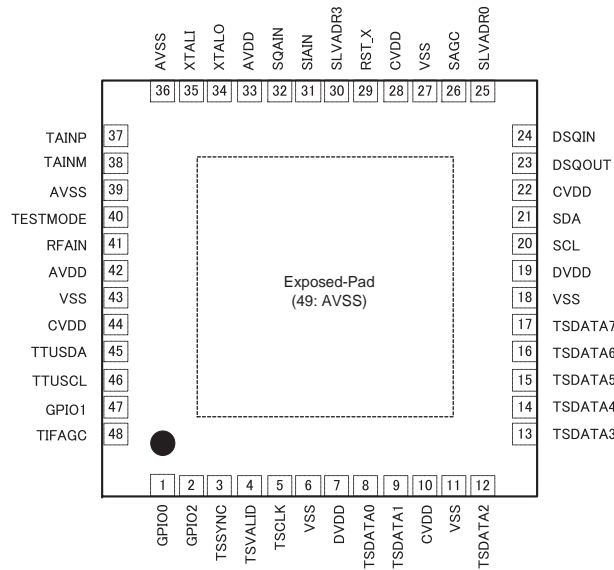 AVSS
XTALI
XTALO
AVDD
SQAIN
SIAIN
SLVADR3
RST_X
CVDD
VSS
SAGC
SLVADR0
36 35 34 33 32 31 30 29 28 27 26 25
TAINP 37
TAINM 38
AVSS 39
TESTMODE 40
RFAIN 41
AVDD 42
VSS 43
CVDD 44
TTUSDA 45
TTUSCL 46
GPIO1 47
TIFAGC 48
Exposed-Pad
(49: AVSS)
24 DSQIN
23 DSQOUT
22 CVDD
21 SDA
20 SCL
19 DVDD
18 VSS
17 TSDATA7
16 TSDATA6
15 TSDATA5
14 TSDATA4
13 TSDATA3
1 2 3 4 5 6 7 8 9 10 11 12
GPIO0
GPIO2
TSSYNC
TSVALID
TSCLK
VSS
DVDD
TSDATA0
TSDATA1
CVDD
VSS
TSDATA2